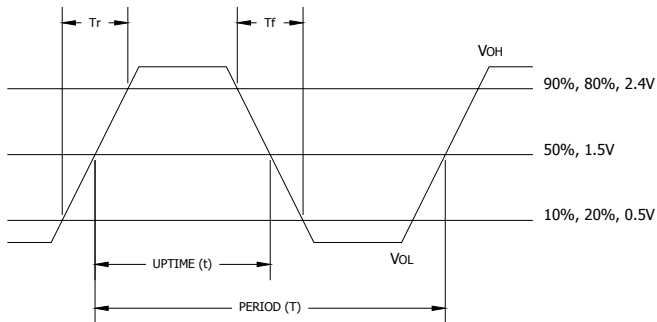 Tr
Tf
VOH
90%, 80%, 2.4V
50%, 1.5V
10%, 20%, 0.5V
UPTIME (t)
VOL
PERIOD (T)